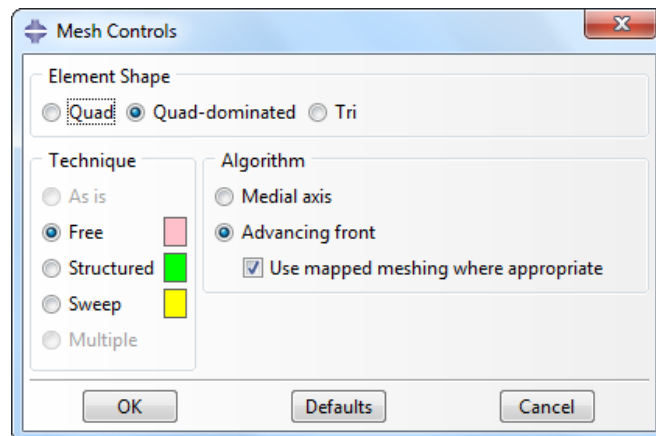 Mesh Controls
Element Shape
Quad Quad-dominated Tri
Technique
As is
Free
Structured
Sweep
Multiple
Algorithm
Medial axis
Advancing front
Use mapped meshing where appropriate
OK Defaults Cancel